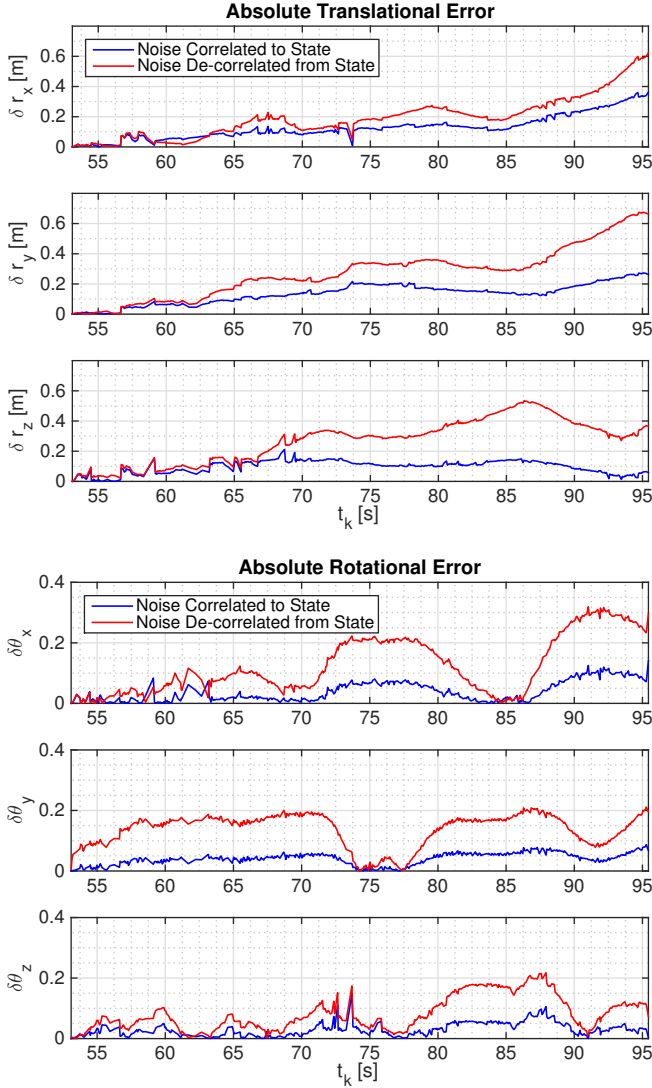 Absolute Translational Error
δ r_x [m]
0.6
0.4
0.2
0
Noise Correlated to State
Noise De-correlated from State
55 60 65 70 75 80 85 90 95
δ r_y [m]
0.6
0.4
0.2
0
55 60 65 70 75 80 85 90 95
δ r_z [m]
0.6
0.4
0.2
0
55 60 65 70 75 80 85 90 95
t_k [s]
Absolute Rotational Error
δθ_x
0.4
0.2
0
Noise Correlated to State
Noise De-correlated from State
55 60 65 70 75 80 85 90 95
δθ_y
0.4
0.2
0
55 60 65 70 75 80 85 90 95
δθ_z
0.4
0.2
0
55 60 65 70 75 80 85 90 95
t_k [s]